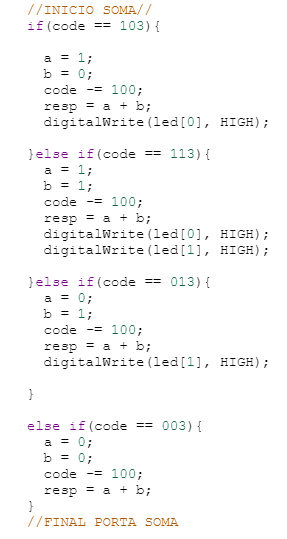 //INICIO SOMA//
if(code == 103){
a = 1;
b = 0;
code -= 100;
resp = a + b;
digitalWrite(led[0], HIGH);
}else if(code == 113){
a = 1;
b = 1;
code -= 100;
resp = a + b;
digitalWrite(led[0], HIGH);
digitalWrite(led[1], HIGH);
}else if(code == 013){
a = 0;
b = 1;
code -= 100;
resp = a + b;
digitalWrite(led[1], HIGH);
}
else if(code == 003){
a = 0;
b = 0;
code -= 100;
resp = a + b;
}
//FINAL PORTA SOMA